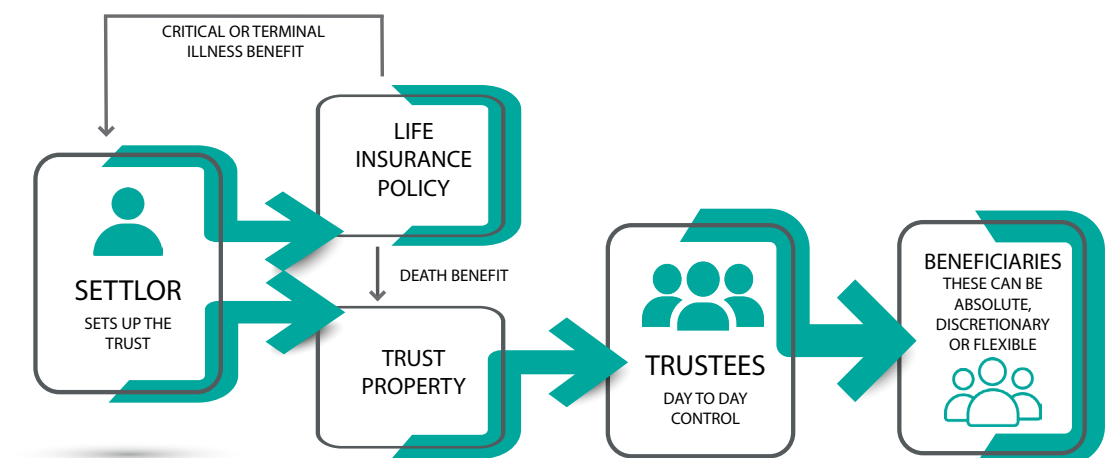 CRITICAL OR TERMINAL
ILLNESS BENEFIT
LIFE
INSURANCE
POLICY
SETTLOR
SETS UP THE
TRUST
DEATH BENEFIT
TRUST
PROPERTY
TRUSTEES
DAY TO DAY
CONTROL
BENEFICIARIES
THESE CAN BE
ABSOLUTE,
DISCRETIONARY
OR FLEXIBLE